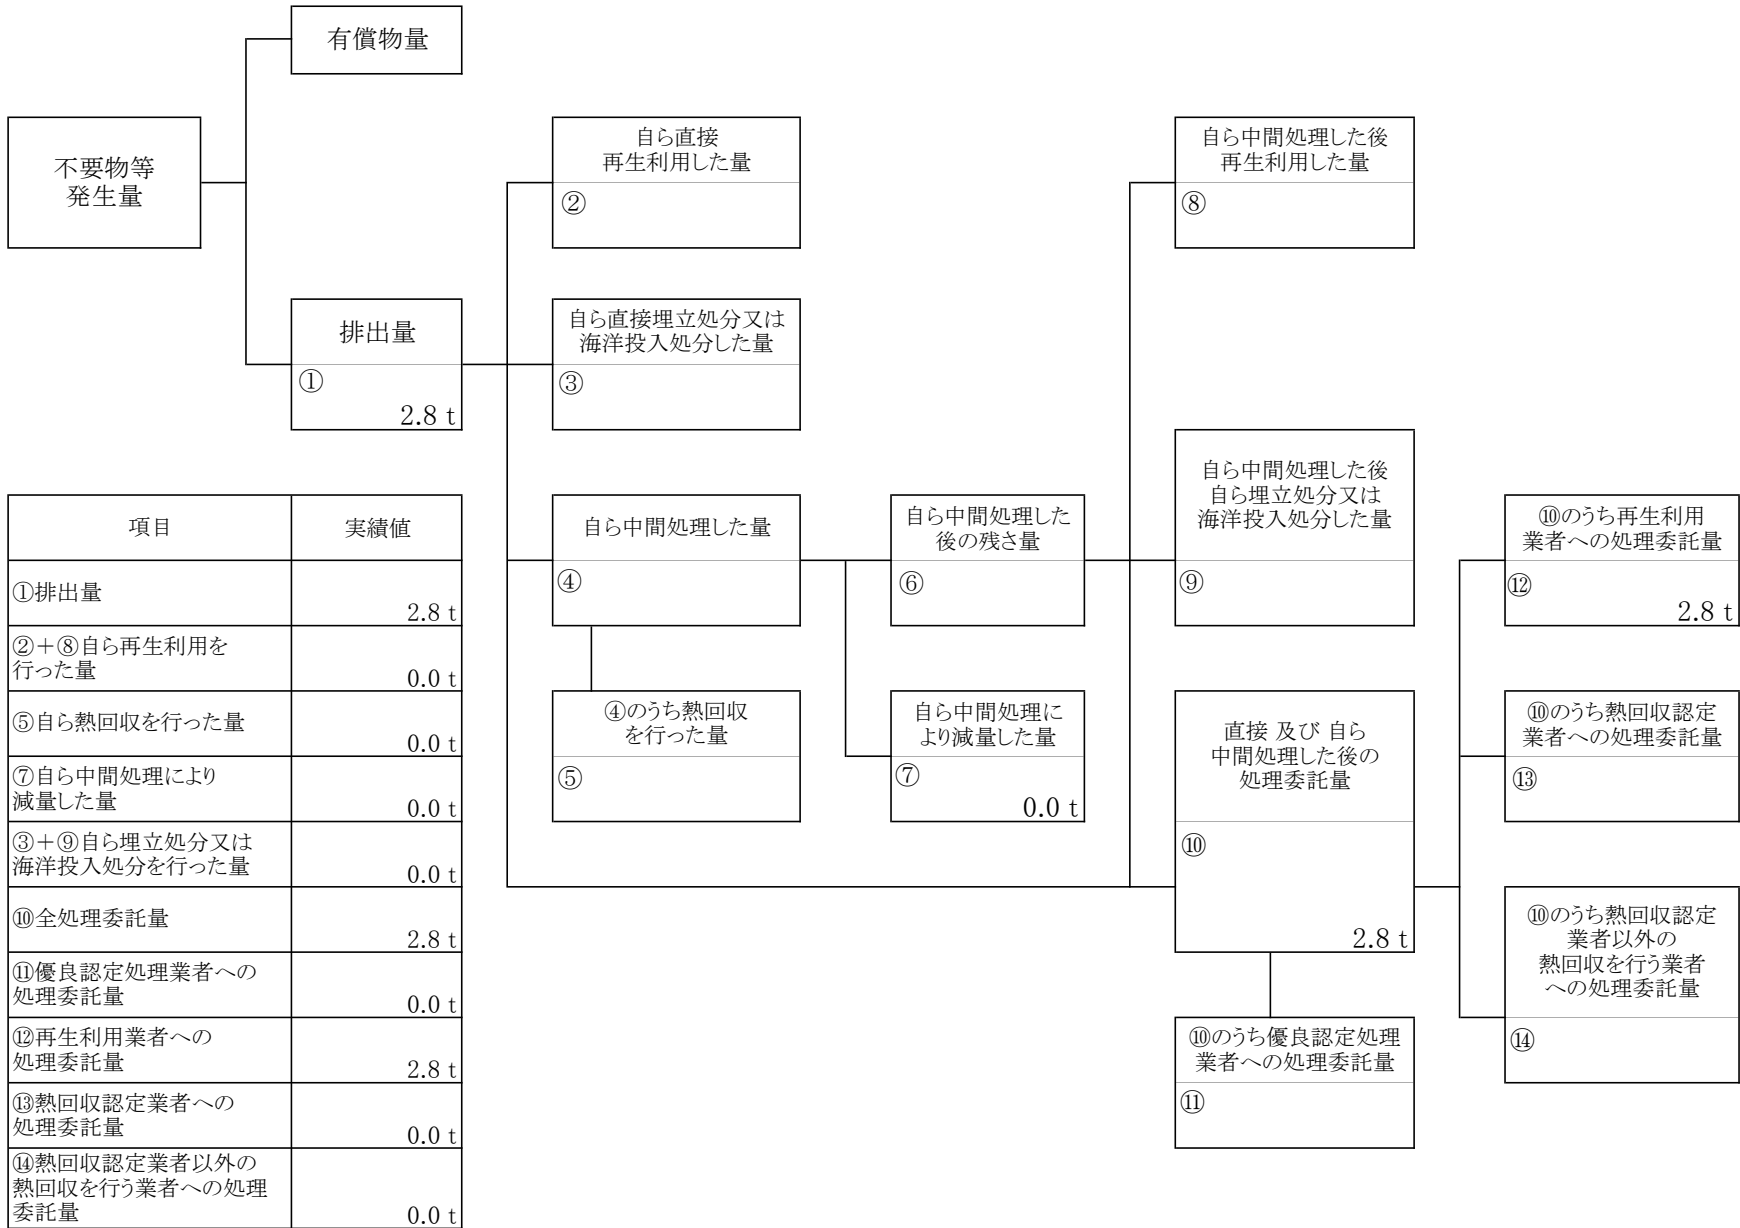 有償物量
不要物等
発生量
自ら直接
再生利用した量
②
自ら中間処理した後
再生利用した量
⑧
排出量
①
2.8 t
自ら直接埋立処分又は
海洋投入処分した量
③
自ら中間処理した量
④
自ら中間処理した
後の残さ量
⑥
自ら中間処理した後
自ら埋立処分又は
海洋投入処分した量
⑨
⑩のうち再生利用
業者への処理委託量
⑫
2.8 t
④のうち熱回収
を行った量
⑤
自ら中間処理に
より減量した量
⑦
0.0 t
直接 及び 自ら
中間処理した後の
処理委託量
⑩
2.8 t
⑩のうち熱回収認定
業者への処理委託量
⑬
⑩のうち熱回収認定
業者以外の
熱回収を行う業者
への処理委託量
⑭
⑩のうち優良認定処理
業者への処理委託量
⑪
項目 実績値
①排出量
2.8 t
②+⑧自ら再生利用を
行った量
0.0 t
⑤自ら熱回収を行った量
0.0 t
⑦自ら中間処理により
減量した量
0.0 t
③+⑨自ら埋立処分又は
海洋投入処分を行った量
0.0 t
⑩全処理委託量
2.8 t
⑪優良認定処理業者への
処理委託量
0.0 t
⑫再生利用業者への
処理委託量
2.8 t
⑬熱回収認定業者への
処理委託量
0.0 t
⑭熱回収認定業者以外の
熱回収を行う業者への処理
委託量
0.0 t